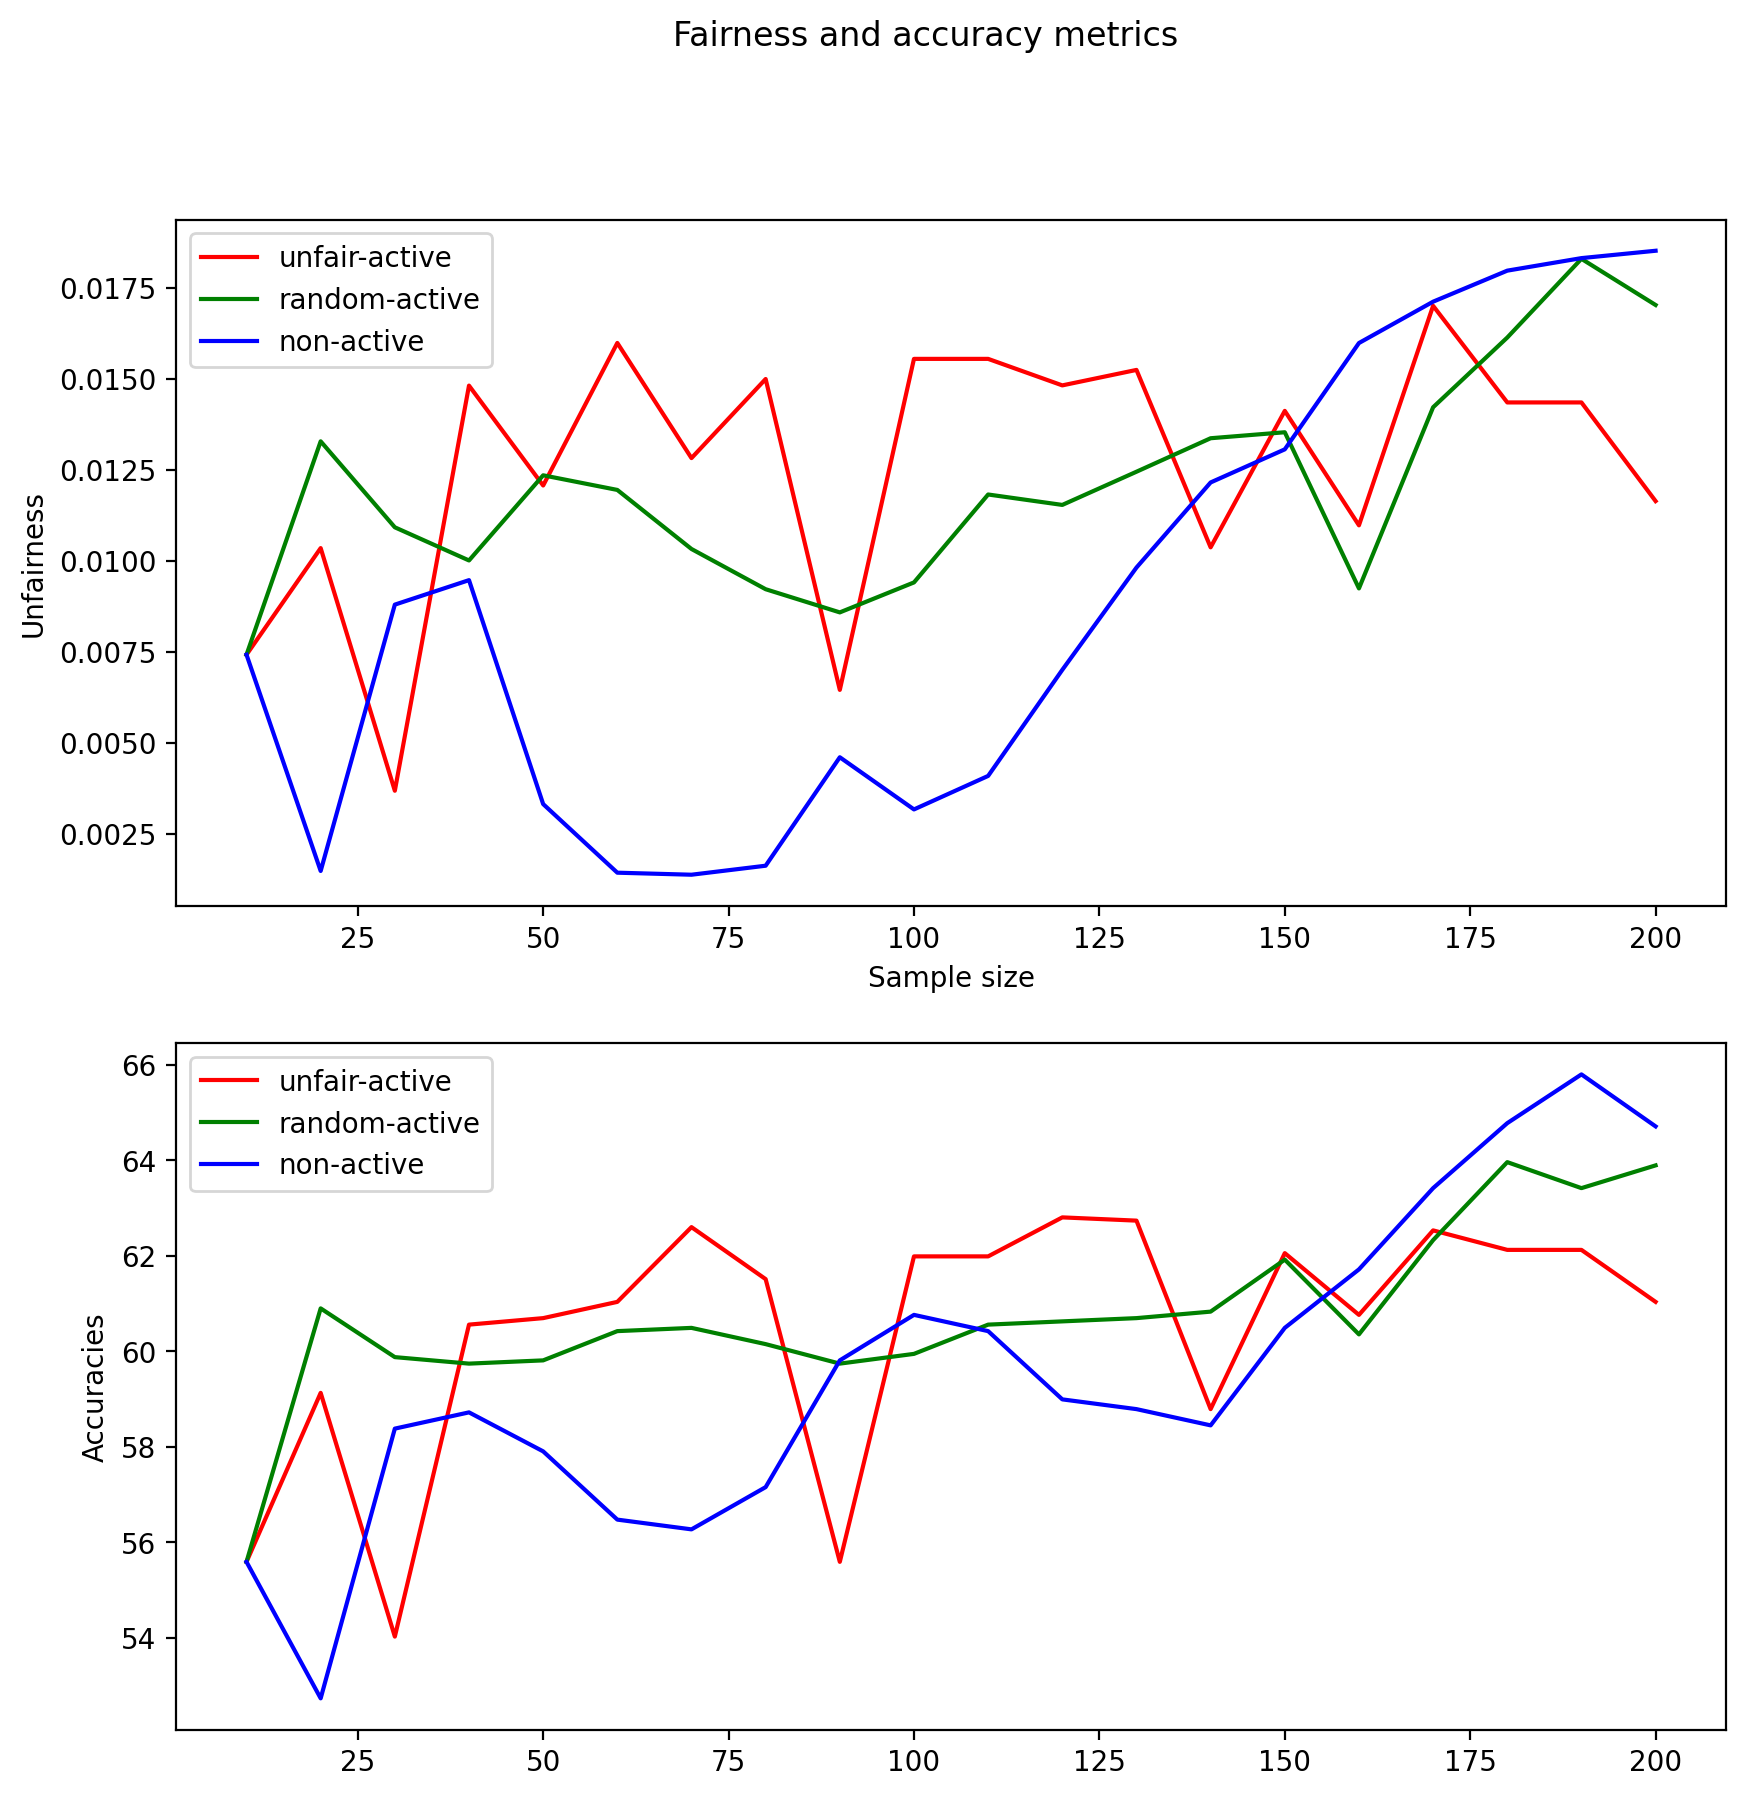 Fairness and accuracy metrics
unfair-active
random-active
non-active
0.0175
0.0150
0.0125
0.0100
0.0075
0.0050
0.0025
Unfairness
25 50 75 100 125 150 175 200
Sample size
unfair-active
random-active
non-active
66
64
62
60
58
56
54
Accuracies
25 50 75 100 125 150 175 200